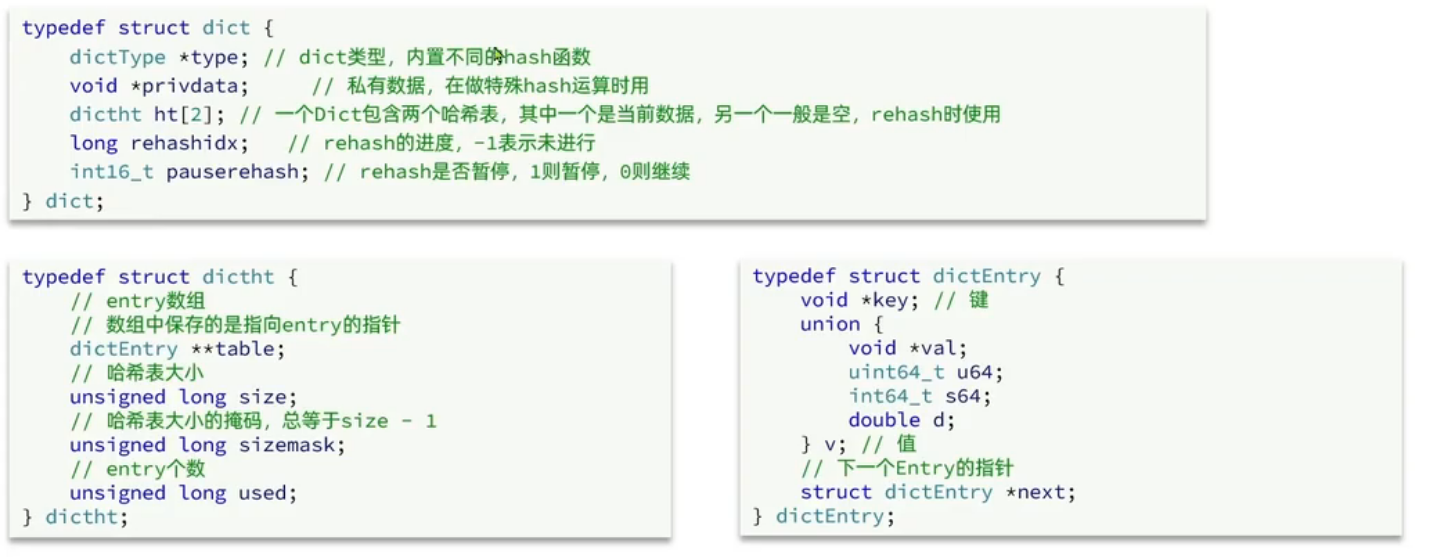 typedef struct dict {
dictType *type; // dict类型，内置不同的hash函数
void *privdata; // 私有数据，在做特殊hash运算时用
dictht ht[2]; // 一个Dict包含两个哈希表，其中一个是当前数据，另一个一般是空，rehash时使用
long rehashidx; // rehash的进度，-1表示未进行
int16_t pauserehash; // rehash是否暂停，1则暂停，0则继续
} dict;
typedef struct dictht {
// entry数组
// 数组中保存的是指向entry的指针
dictEntry **table;
// 哈希表大小
unsigned long size;
// 哈希表大小的掩码，总等于size - 1
unsigned long sizemask;
// entry个数
unsigned long used;
} dictht;
typedef struct dictEntry {
void *key; // 键
union {
void *val;
uint64_t u64;
int64_t s64;
double d;
} v; // 值
// 下一个Entry的指针
struct dictEntry *next;
} dictEntry;